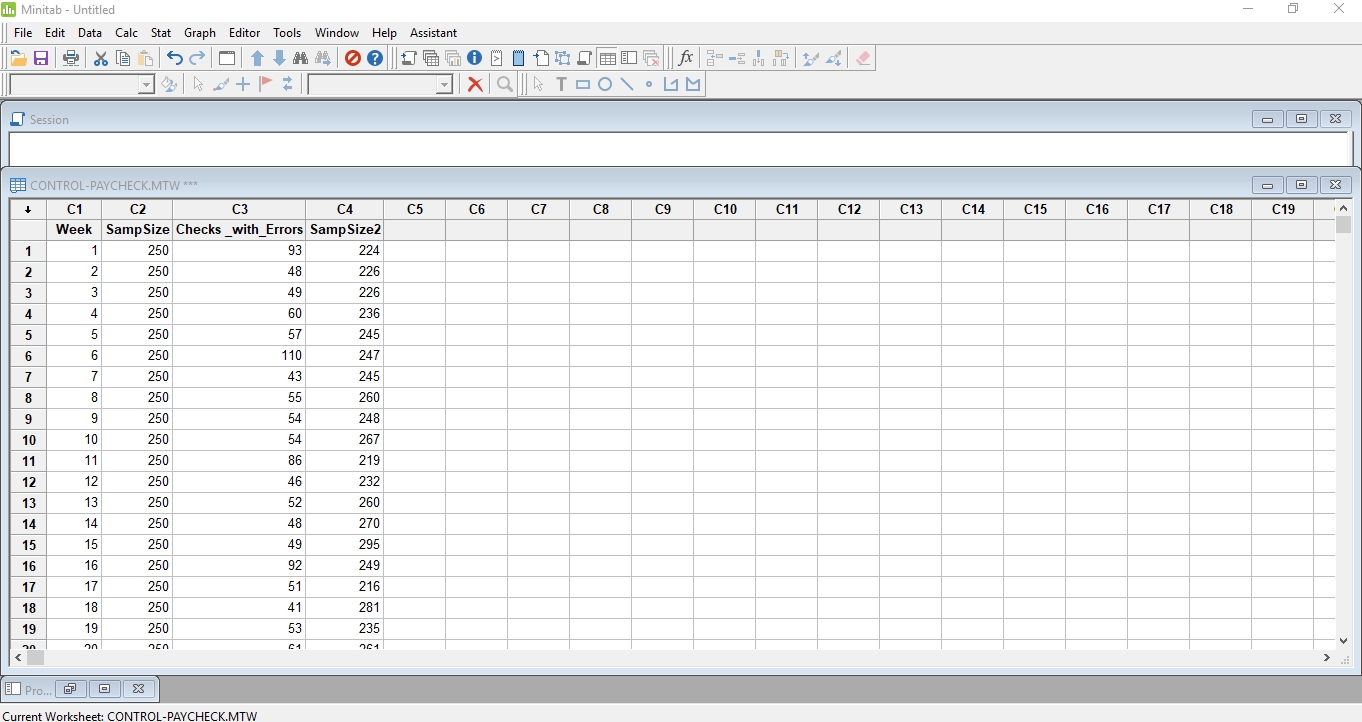 Minitab - Untitled
File Edit Data Calc Stat Graph Editor Tools Window Help Assistant
Session
CONTROL-PAYCHECK.MTW ***
C1 C2 C3 C4 C5 C6 C7 C8 C9 C10 C11 C12 C13 C14 C15 C16 C17 C18 C19
Week SampSize Checks _with_Errors SampSize2
1 1 250 93 224
2 2 250 48 226
3 3 250 49 226
4 4 250 60 236
5 5 250 57 245
6 6 250 110 247
7 7 250 43 245
8 8 250 55 260
9 9 250 54 248
10 10 250 54 267
11 11 250 86 219
12 12 250 46 232
13 13 250 52 260
14 14 250 48 270
15 15 250 49 295
16 16 250 92 249
17 17 250 51 216
18 18 250 41 281
19 19 250 53 235
20 20 250 61 261
Pro...
Current Worksheet: CONTROL-PAYCHECK.MTW